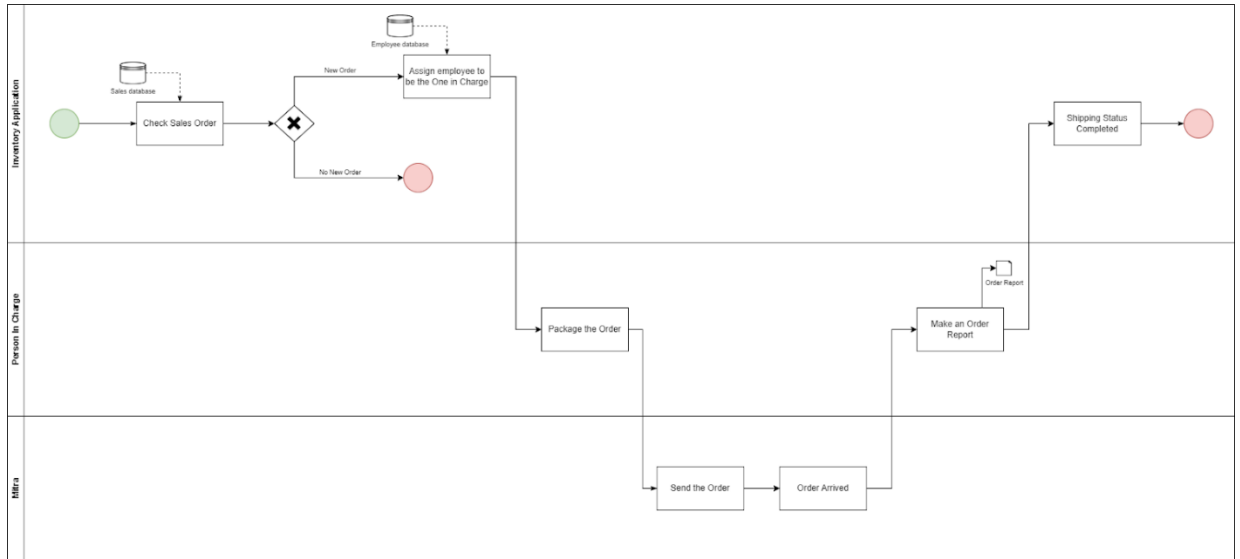 Inventory Application
Sales database
Check Sales Order
New Order
No New Order
Employee database
Assign employee to
be the One in Charge
Shipping Status
Completed
Person In Charge
Package the Order
Make an Order
Report
Order Report
Mitra
Send the Order
Order Arrived